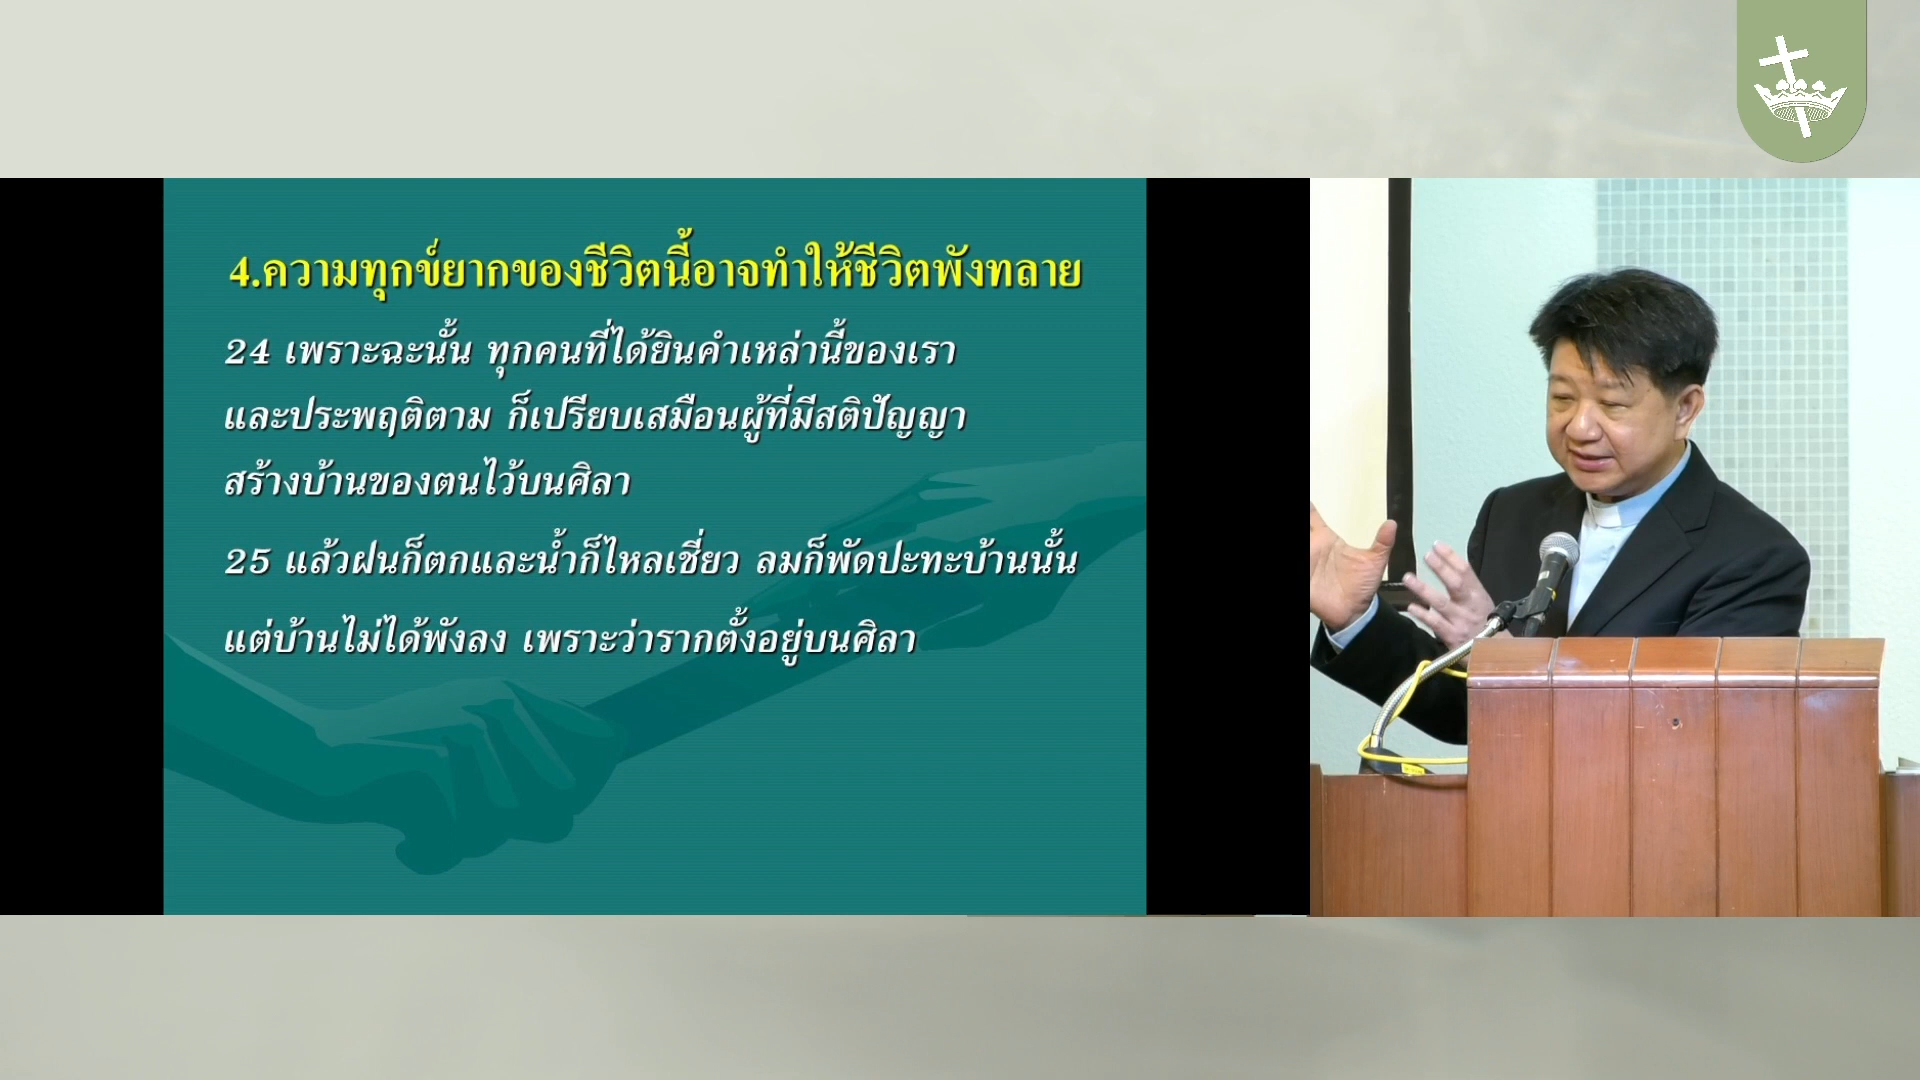 4.ความทุกข์ยากของชีวิตนี้อาจทำให้ชีวิตพังทลาย
24 เพราะฉะนั้น ทุกคนที่ได้ยินคำเหล่านี้ของเรา
และประพฤติตาม ก็เปรียบเสมือนผู้ที่มีสติปัญญา
สร้างบ้านของตนไว้บนศิลา
25 แล้วฝนก็ตกและน้ำก็ไหลเชี่ยว ลมก็พัดปะทะบ้านนั้น
แต่บ้านไม่ได้พังลง เพราะว่ารากตั้งอยู่บนศิลา